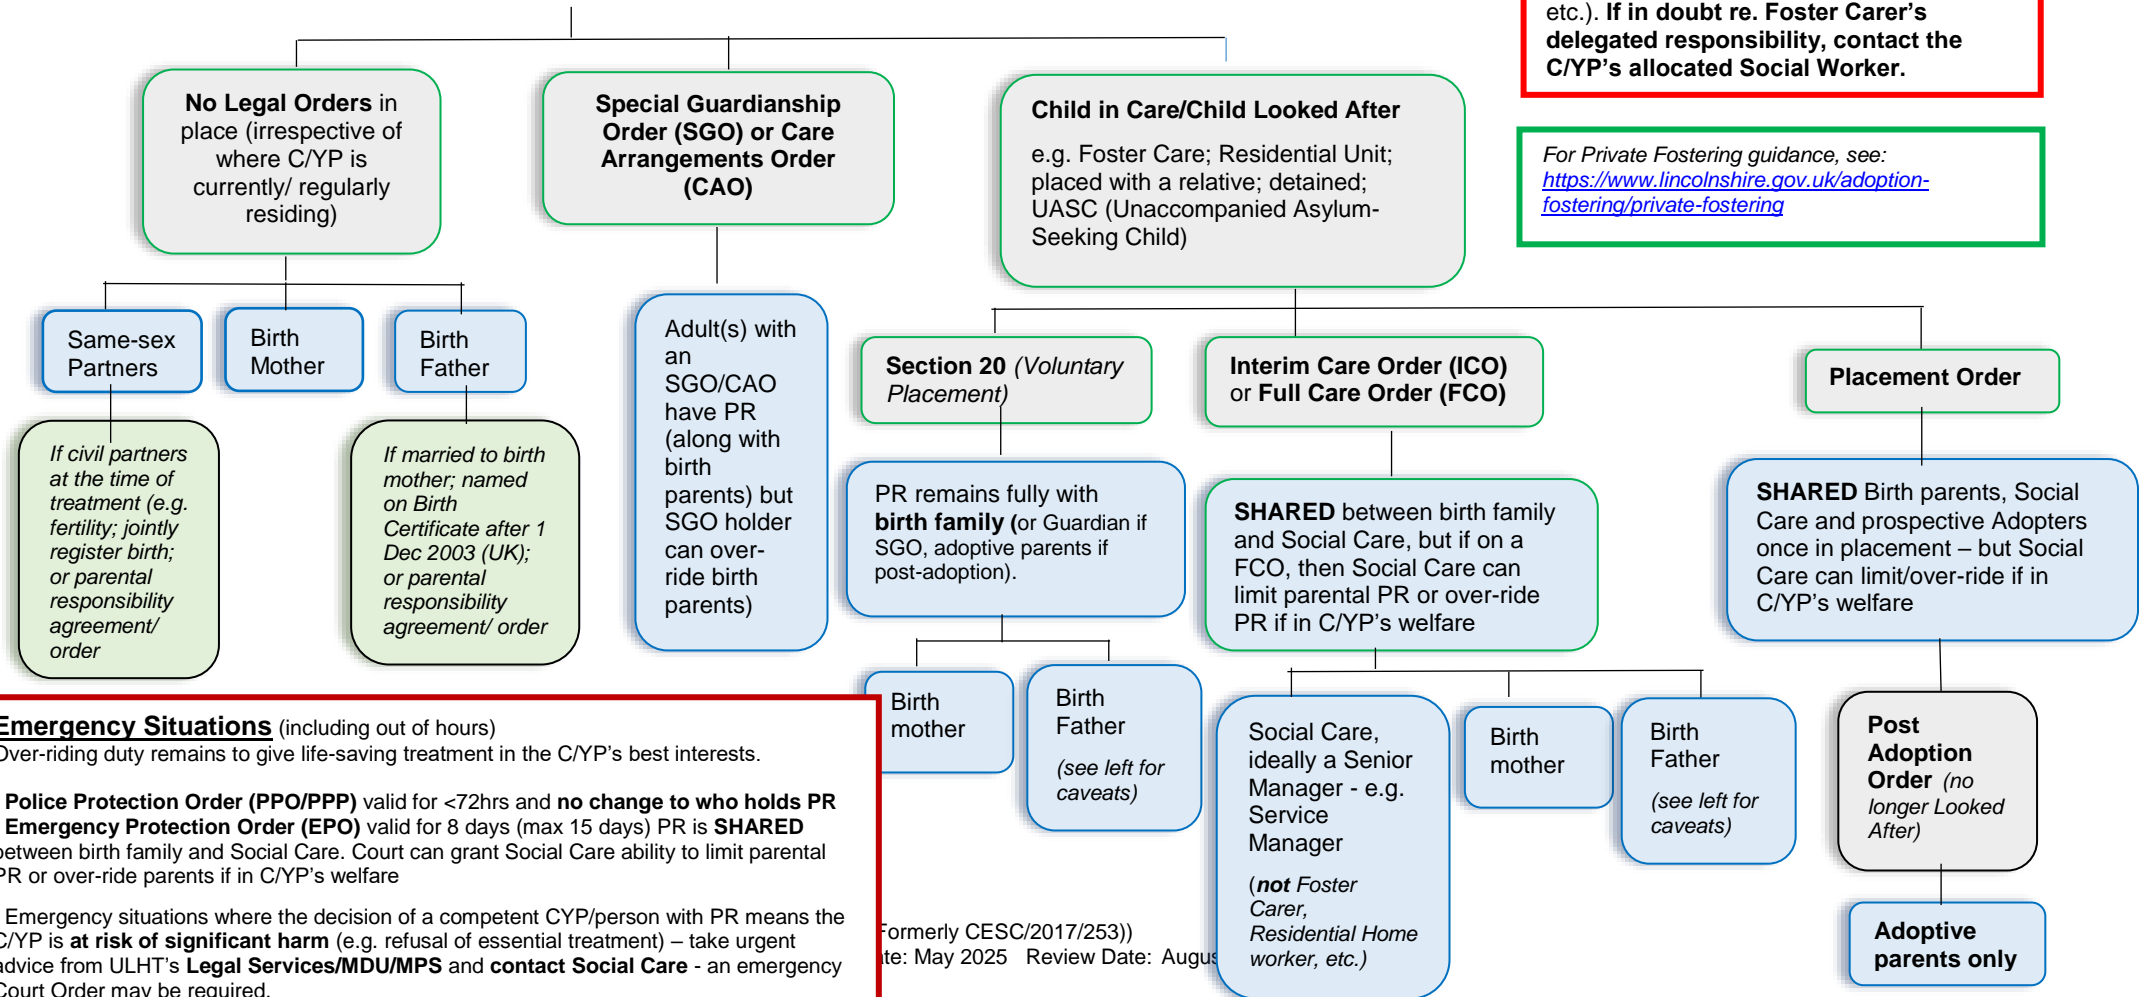 etc.). If in doubt re. Foster Carer's
delegated responsibility, contact the
C/YP's allocated Social Worker.
For Private Fostering guidance, see:
https://www.lincolnshire.gov.uk/adoption-
fostering/private-fostering
No Legal Orders in
place (irrespective of
where C/YP is
currently/ regularly
residing)
Special Guardianship
Order (SGO) or Care
Arrangements Order
(CAO)
Child in Care/Child Looked After
e.g. Foster Care; Residential Unit;
placed with a relative; detained;
UASC (Unaccompanied Asylum-
Seeking Child)
Same-sex
Partners
Birth
Mother
Birth
Father
If civil partners
at the time of
treatment (e.g.
fertility; jointly
register birth;
or parental
responsibility
agreement/
order
If married to birth
mother; named
on Birth
Certificate after 1
Dec 2003 (UK);
or parental
responsibility
agreement/ order
Adult(s) with
an
SGO/CAO
have PR
(along with
birth
parents) but
SGO holder
can over-
ride birth
parents)
Section 20 (Voluntary
Placement)
PR remains fully with
birth family (or Guardian if
SGO, adoptive parents if
post-adoption).
Birth
mother
Birth
Father
(see left for
caveats)
Interim Care Order (ICO)
or Full Care Order (FCO)
SHARED between birth family
and Social Care, but if on a
FCO, then Social Care can
limit parental PR or over-ride
PR if in C/YP's welfare
Social Care,
ideally a Senior
Manager - e.g.
Service
Manager
(not Foster
Carer,
Residential Home
worker, etc.)
Birth
mother
Birth
Father
(see left for
caveats)
Placement Order
SHARED Birth parents, Social
Care and prospective Adopters
once in placement – but Social
Care can limit/over-ride if in
C/YP's welfare
Post
Adoption
Order (no
longer Looked
After)
Adoptive
parents only
Emergency Situations (including out of hours)
Over-riding duty remains to give life-saving treatment in the C/YP's best interests.
Police Protection Order (PPO/PPP) valid for <72hrs and no change to who holds PR
Emergency Protection Order (EPO) valid for 8 days (max 15 days) PR is SHARED
between birth family and Social Care. Court can grant Social Care ability to limit parental
PR or over-ride parents if in C/YP's welfare
Emergency situations where the decision of a competent CYP/person with PR means the
C/YP is at risk of significant harm (e.g. refusal of essential treatment) – take urgent
advice from ULHT's Legal Services/MDU/MPS and contact Social Care - an emergency
Court Order may be required.
Formerly CESC/2017/253))
May 2025 Review Date: